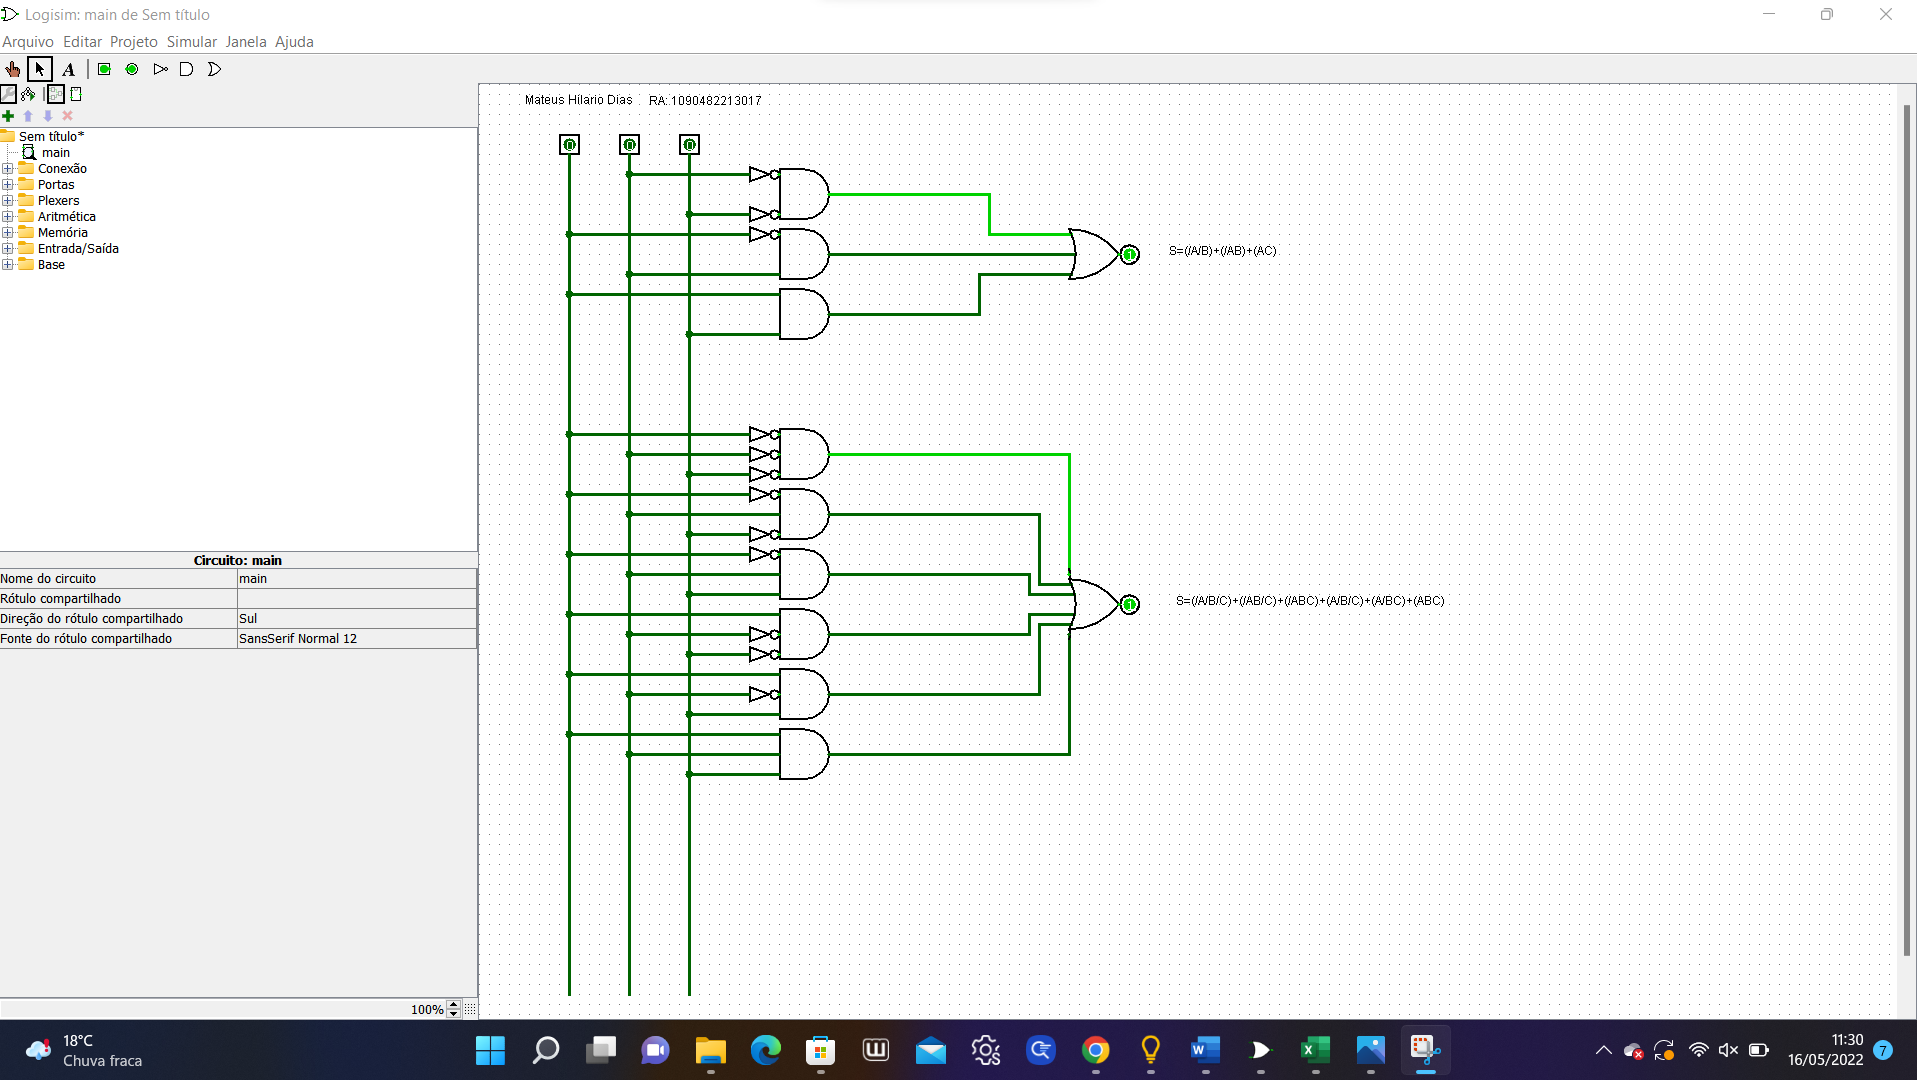 Logisim: main de Sem título
Arquivo Editar Projeto Simular Janela Ajuda
A
Mateus Hilario Dias RA: 1090482213017
Sem título*
main
Conexão
Portas
Plexers
Aritmética
Memória
Entrada/Saída
Base
0 0 0
1 S=(/A/B)+(/AB)+(AC)
1 S=(/A/B/C)+(/AB/C)+(/ABC)+(A/B/C)+(A/BC)+(ABC)
Circuito: main
Nome do circuito main
Rótulo compartilhado
Direção do rótulo compartilhado Sul
Fonte do rótulo compartilhado SansSerif Normal 12
100%
18°C
Chuva fraca
11:30
16/05/2022
7